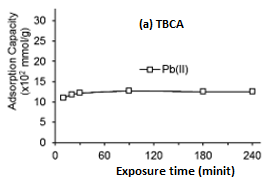 (a) TBCA
Adsorption Capacity
(x10² mmol/g)
30
25
20
15
10
5
0
Pb(II)
0 60 120 180 240
Exposure time (minit)